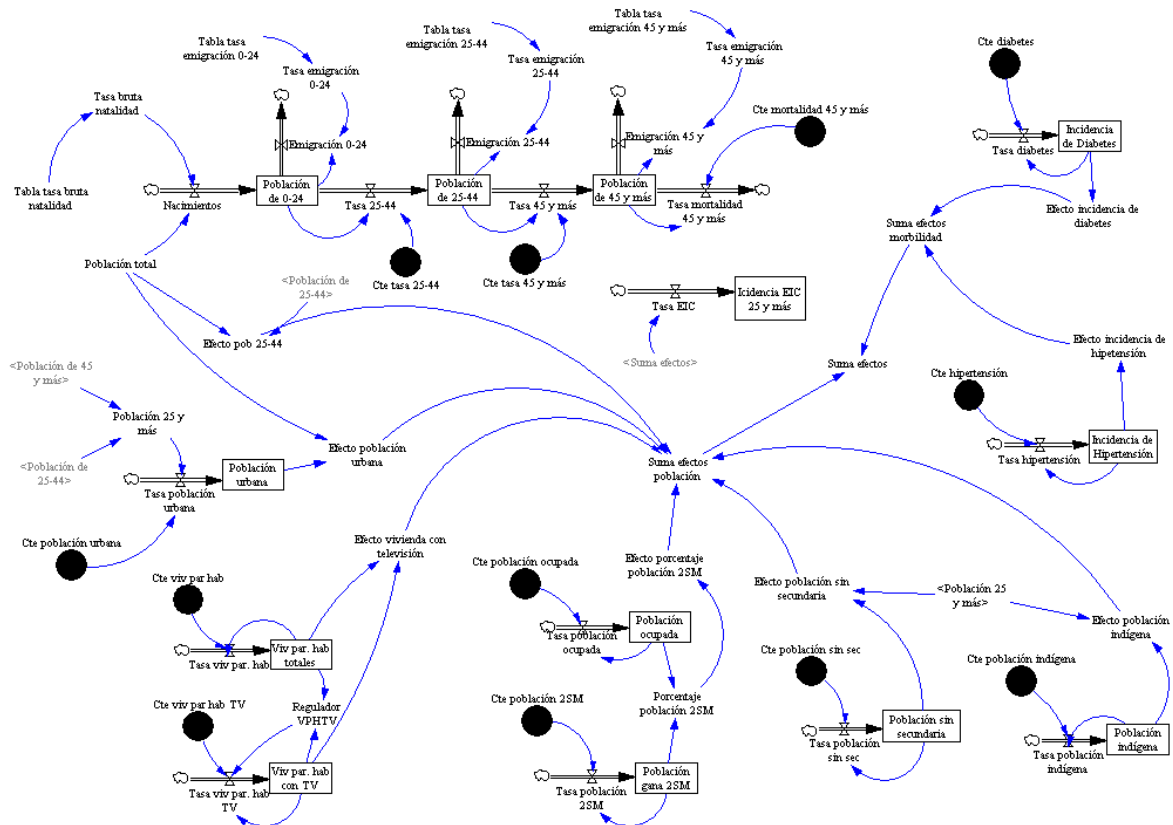 Tabla tasa
emigración 0-24
Tabla tasa
emigración 25-44
Tabla tasa
emigración 45 y más
Tasa emigración
0-24
Tasa emigración
25-44
Tasa emigración
45 y más
Cte diabetes
Tasa bruta
natalidad
Cte mortalidad 45 y más
Emigración 0-24
Emigración 25-44
Emigración 45 y
más
Tasa diabetes
Incidencia
de Diabetes
Tabla tasa bruta
natalidad
Nacimientos
Población
de 0-24
Tasa 25-44
Población
de 25-44
Tasa 45 y más
Población
de 45 y más
Tasa mortalidad
45 y más
Efecto incidencia de
diabetes
Suma efectos
morbilidad
Población total
Cte tasa 25-44
Cte tasa 45 y más
<Población de
25-44>
Tasa EIC
Icidencia EIC
25 y más
Efecto pob 25-44
Efecto incidencia de
hipetensión
<Suma efectos>
Suma efectos
<Población de 45
y más>
Cte hipertensión
Población 25 y
más
Efecto población
urbana
Suma efectos
población
Tasa hipertensión
Incidencia de
Hipertensión
<Población de
25-44>
Tasa población
urbana
Población
urbana
Cte población urbana
Efecto vivienda con
televisión
Cte población ocupada
Efecto porcentaje
población 2SM
Efecto población sin
secundaria
<Población 25
y más>
Efecto población
indígena
Cte viv par hab
Tasa viv par. hab
Viv par. hab
totales
Tasa población
ocupada
Población
ocupada
Cte población sin sec
Cte población indígena
Cte viv par hab TV
Regulador
VPHTV
Cte población 2SM
Porcentaje
población 2SM
Tasa población
sin sec
Población sin
secundaria
Tasa población
indígena
Población
indígena
Tasa viv par. hab
TV
Viv par. hab
con TV
Tasa población
2SM
Población
gana 2SM